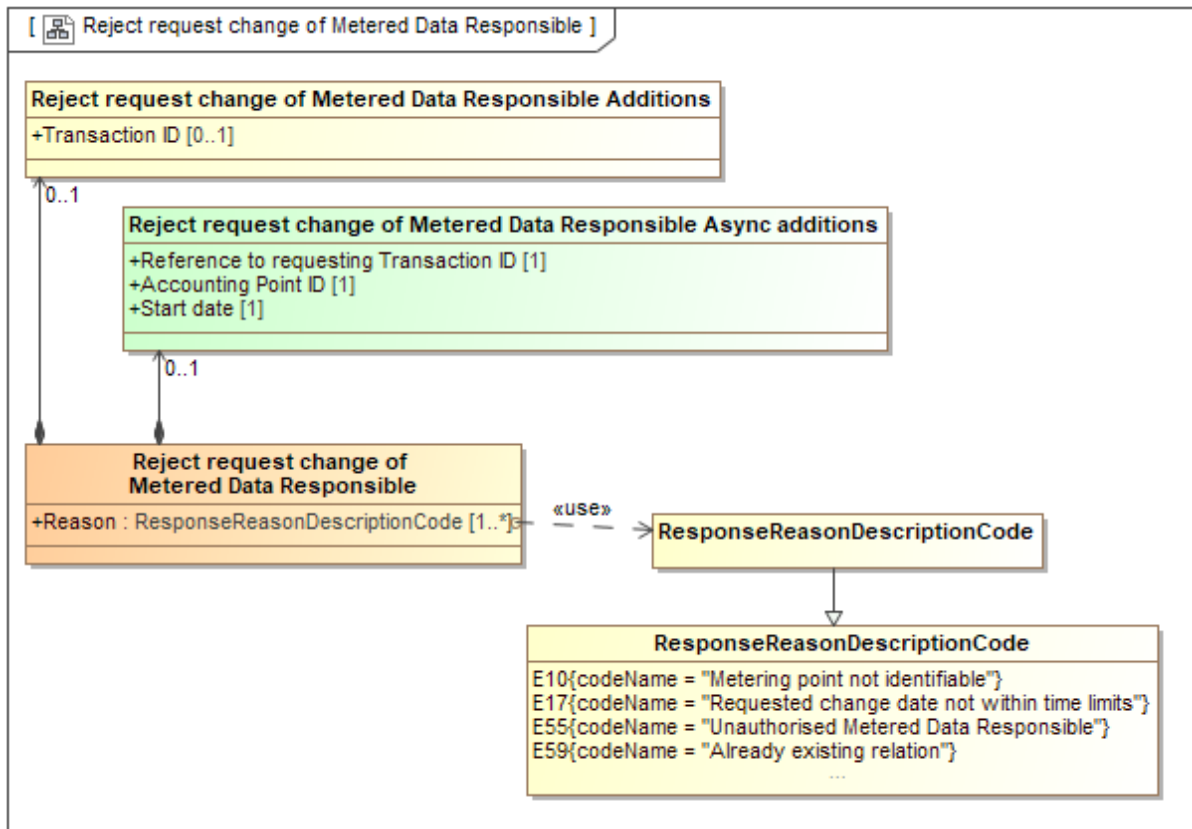 [ Reject request change of Metered Data Responsible ]
Reject request change of Metered Data Responsible Additions
+Transaction ID [0..1]
0..1
Reject request change of Metered Data Responsible Async additions
+Reference to requesting Transaction ID [1]
+Accounting Point ID [1]
+Start date [1]
0..1
Reject request change of
Metered Data Responsible
+Reason : ResponseReasonDescriptionCode [1..*]
«use»
ResponseReasonDescriptionCode
ResponseReasonDescriptionCode
E10{codeName = "Metering point not identifiable"}
E17{codeName = "Requested change date not within time limits"}
E55{codeName = "Unauthorised Metered Data Responsible"}
E59{codeName = "Already existing relation"}
...